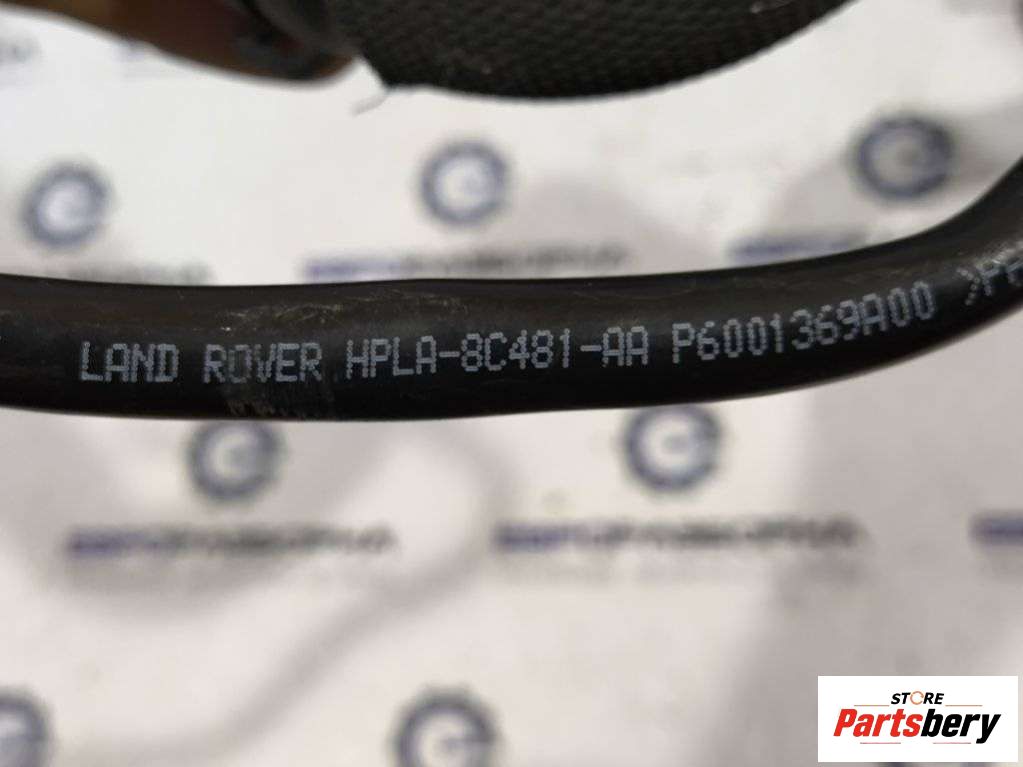 LAND ROVER HPLA-8C481-AA P6001369A00
STORE
Partsbery